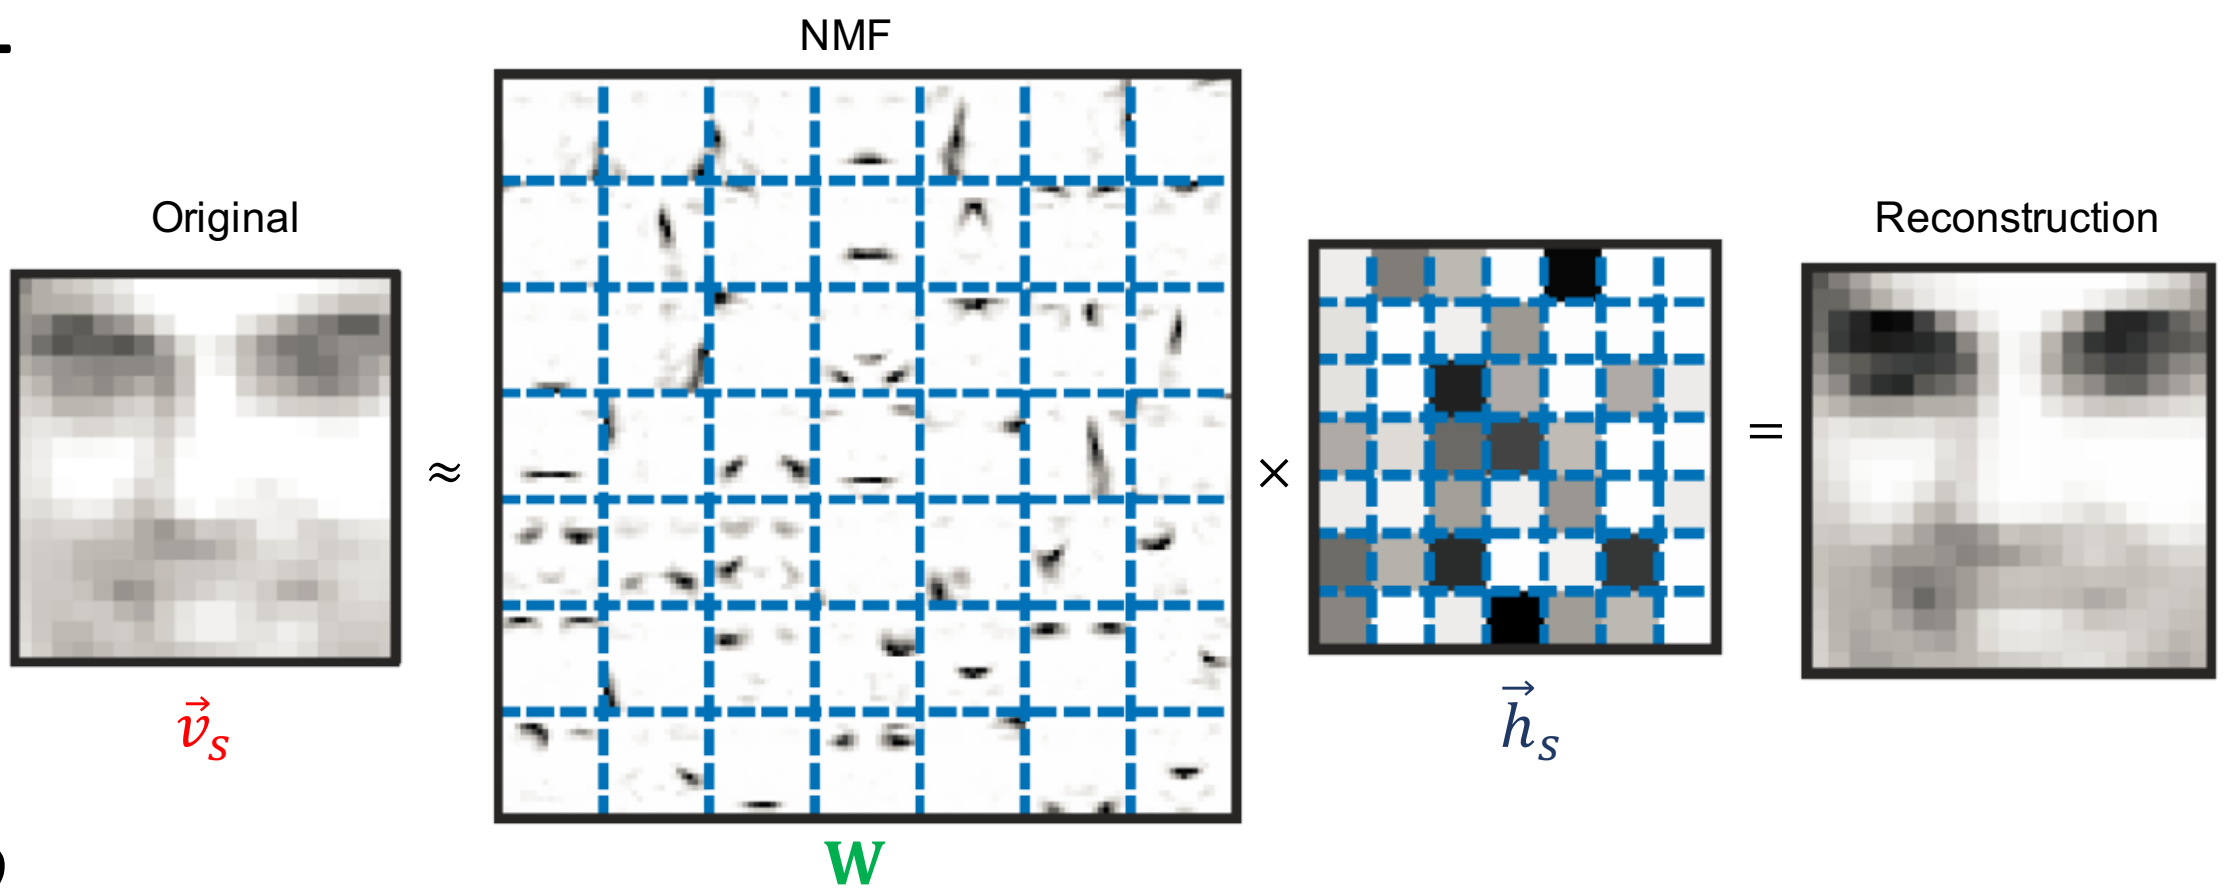 NMF
Original
Reconstruction
≈
×
=
v⃗s
h⃗s
W